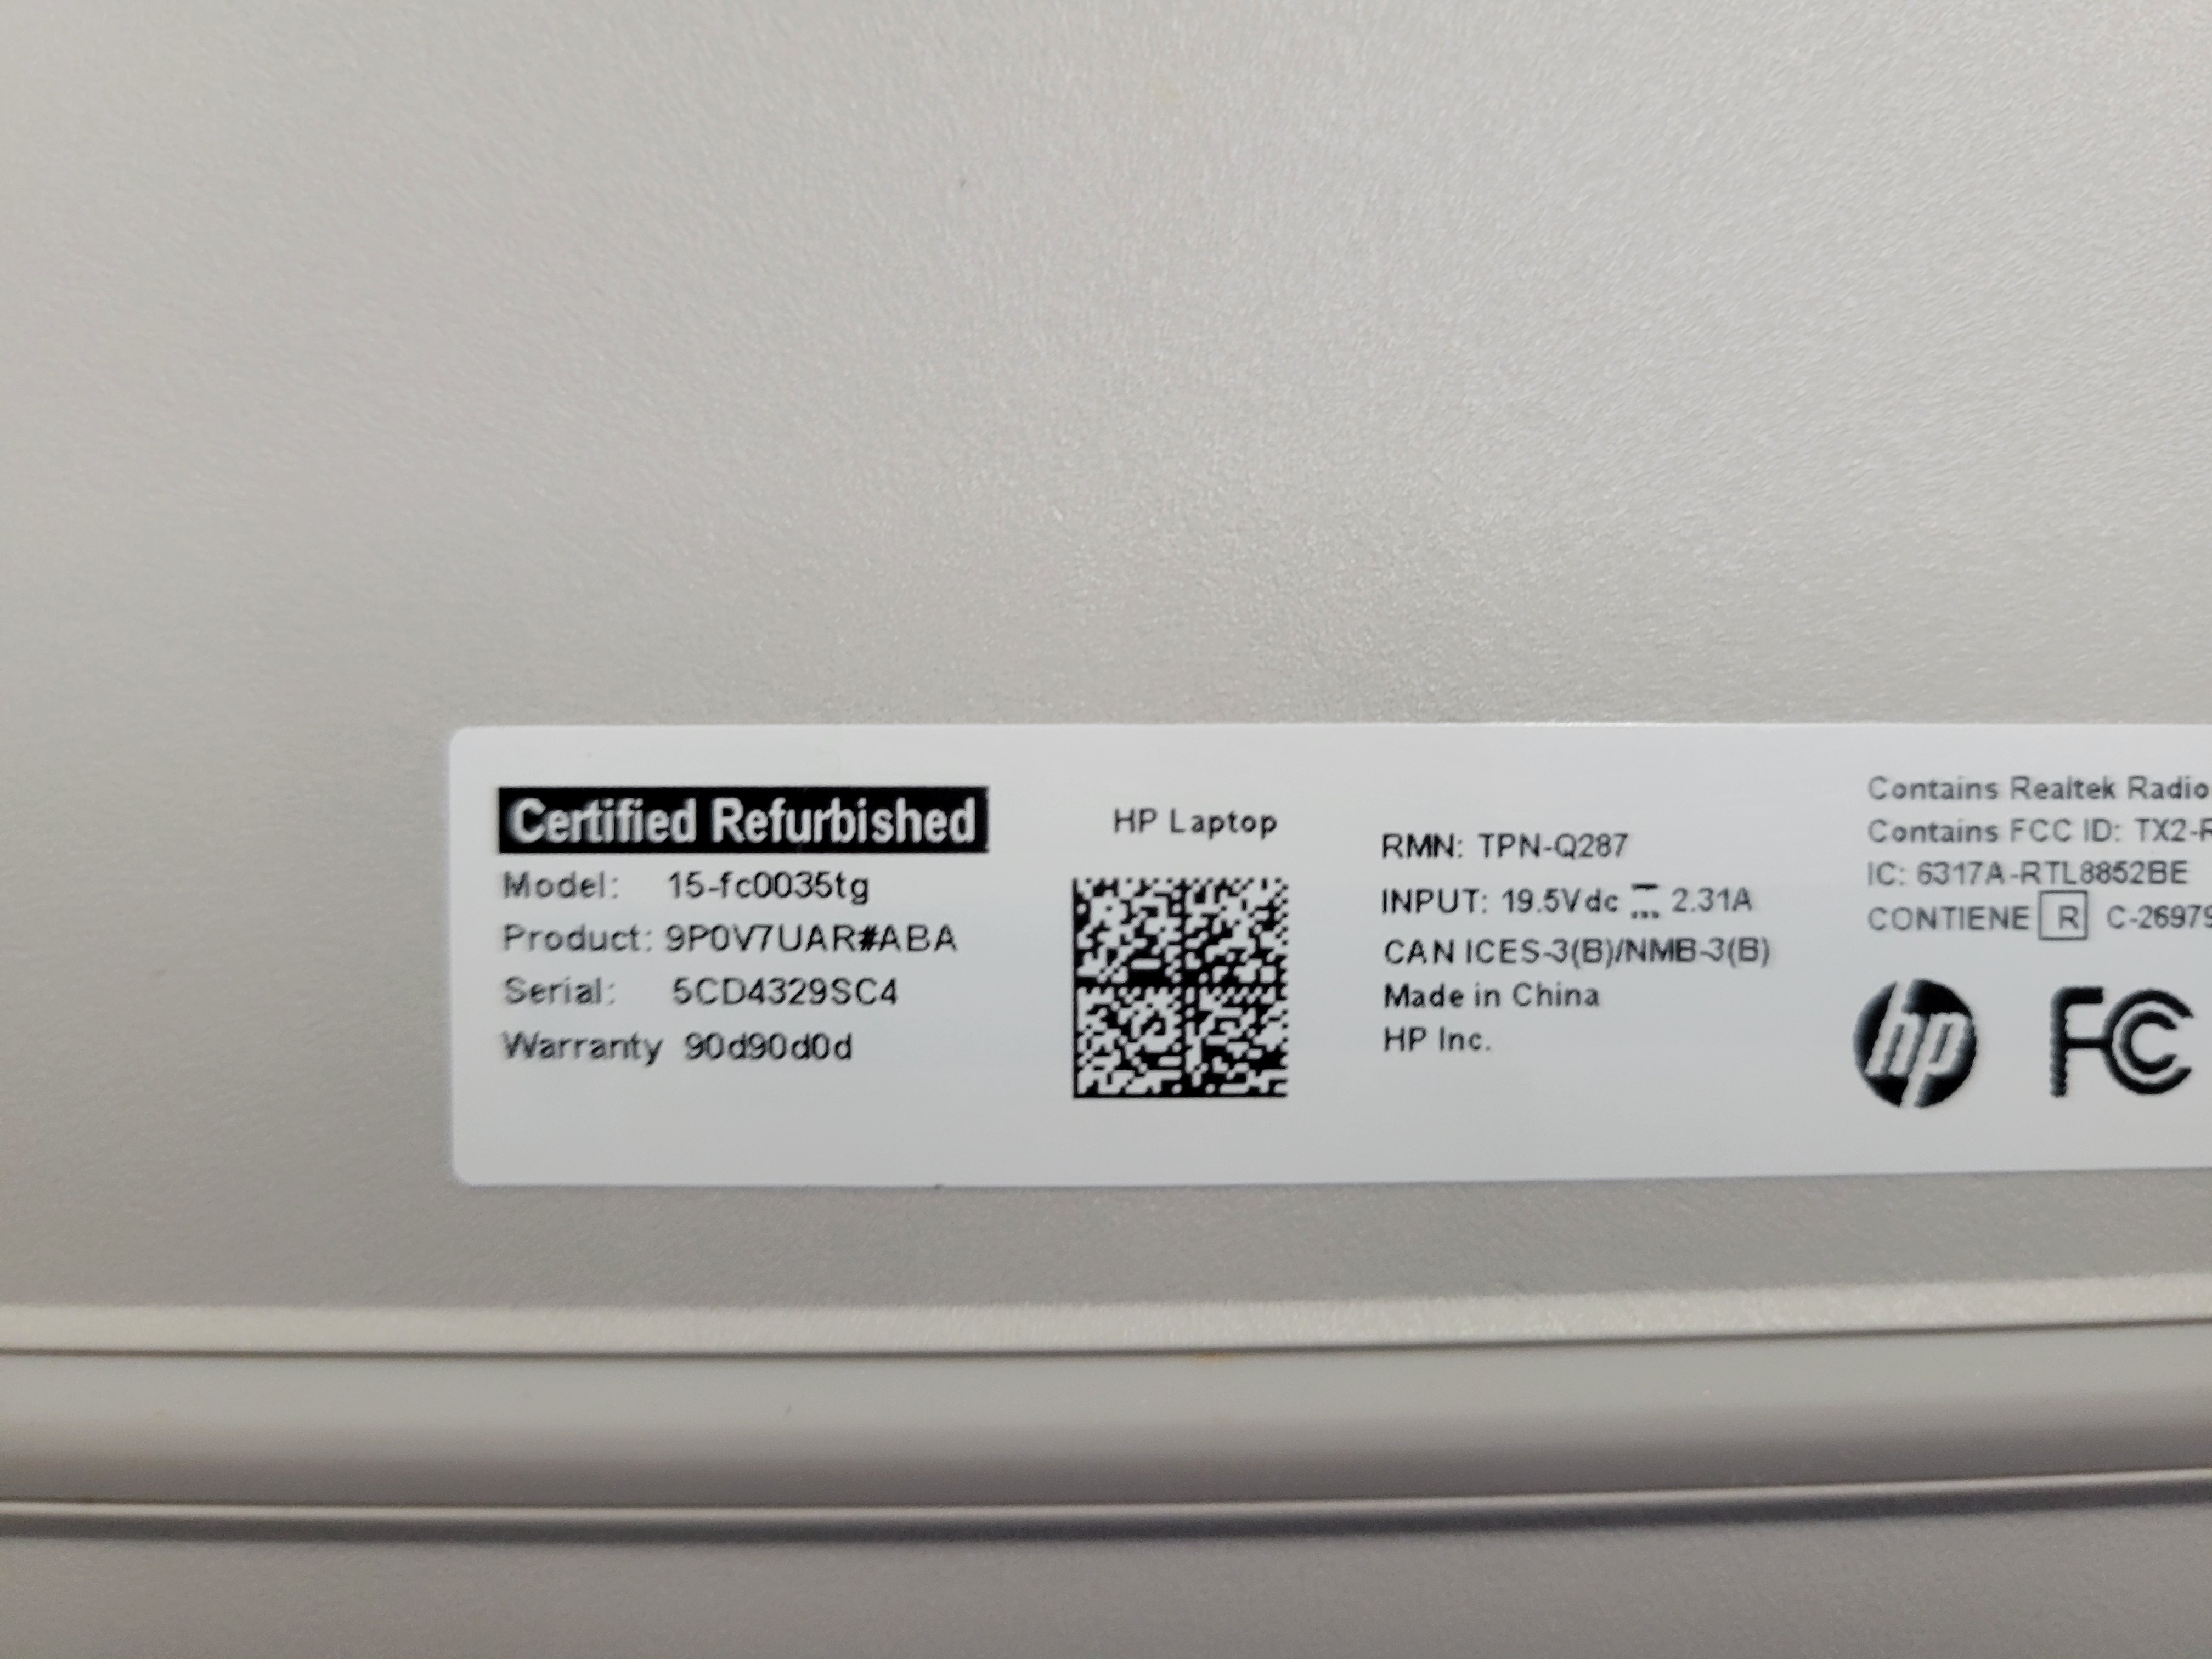 Certified Refurbished
Model: 15-fc0035tg
Product: 9P0V7UAR#ABA
Serial: 5CD4329SC4
Warranty 90d90d0d
HP Laptop
RMN: TPN-Q287
INPUT: 19.5Vdc ⎓ 2.31A
CAN ICES-3(B)/NMB-3(B)
Made in China
HP Inc.
Contains Realtek Radio
Contains FCC ID: TX2-R
IC: 6317A-RTL8852BE
CONTIENE R C-26979
hp
FC